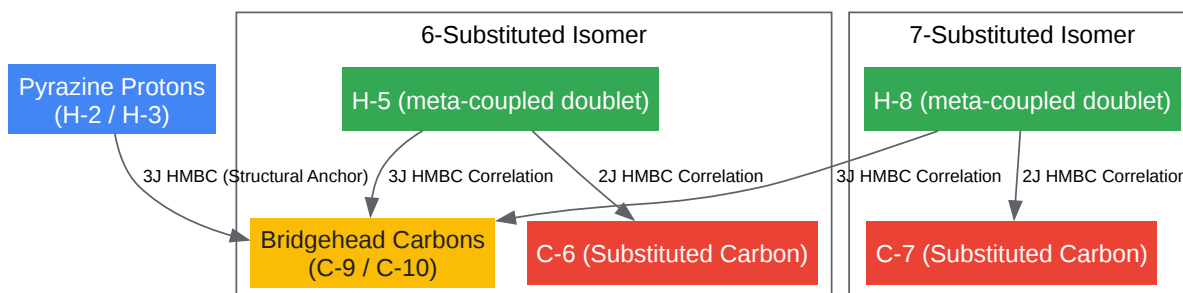 6-Substituted Isomer
7-Substituted Isomer
Pyrazine Protons
(H-2 / H-3)
H-5 (meta-coupled doublet)
H-8 (meta-coupled doublet)
3J HMBC (Structural Anchor)
3J HMBC Correlation
2J HMBC Correlation
3J HMBC Correlation
2J HMBC Correlation
Bridgehead Carbons
(C-9 / C-10)
C-6 (Substituted Carbon)
C-7 (Substituted Carbon)